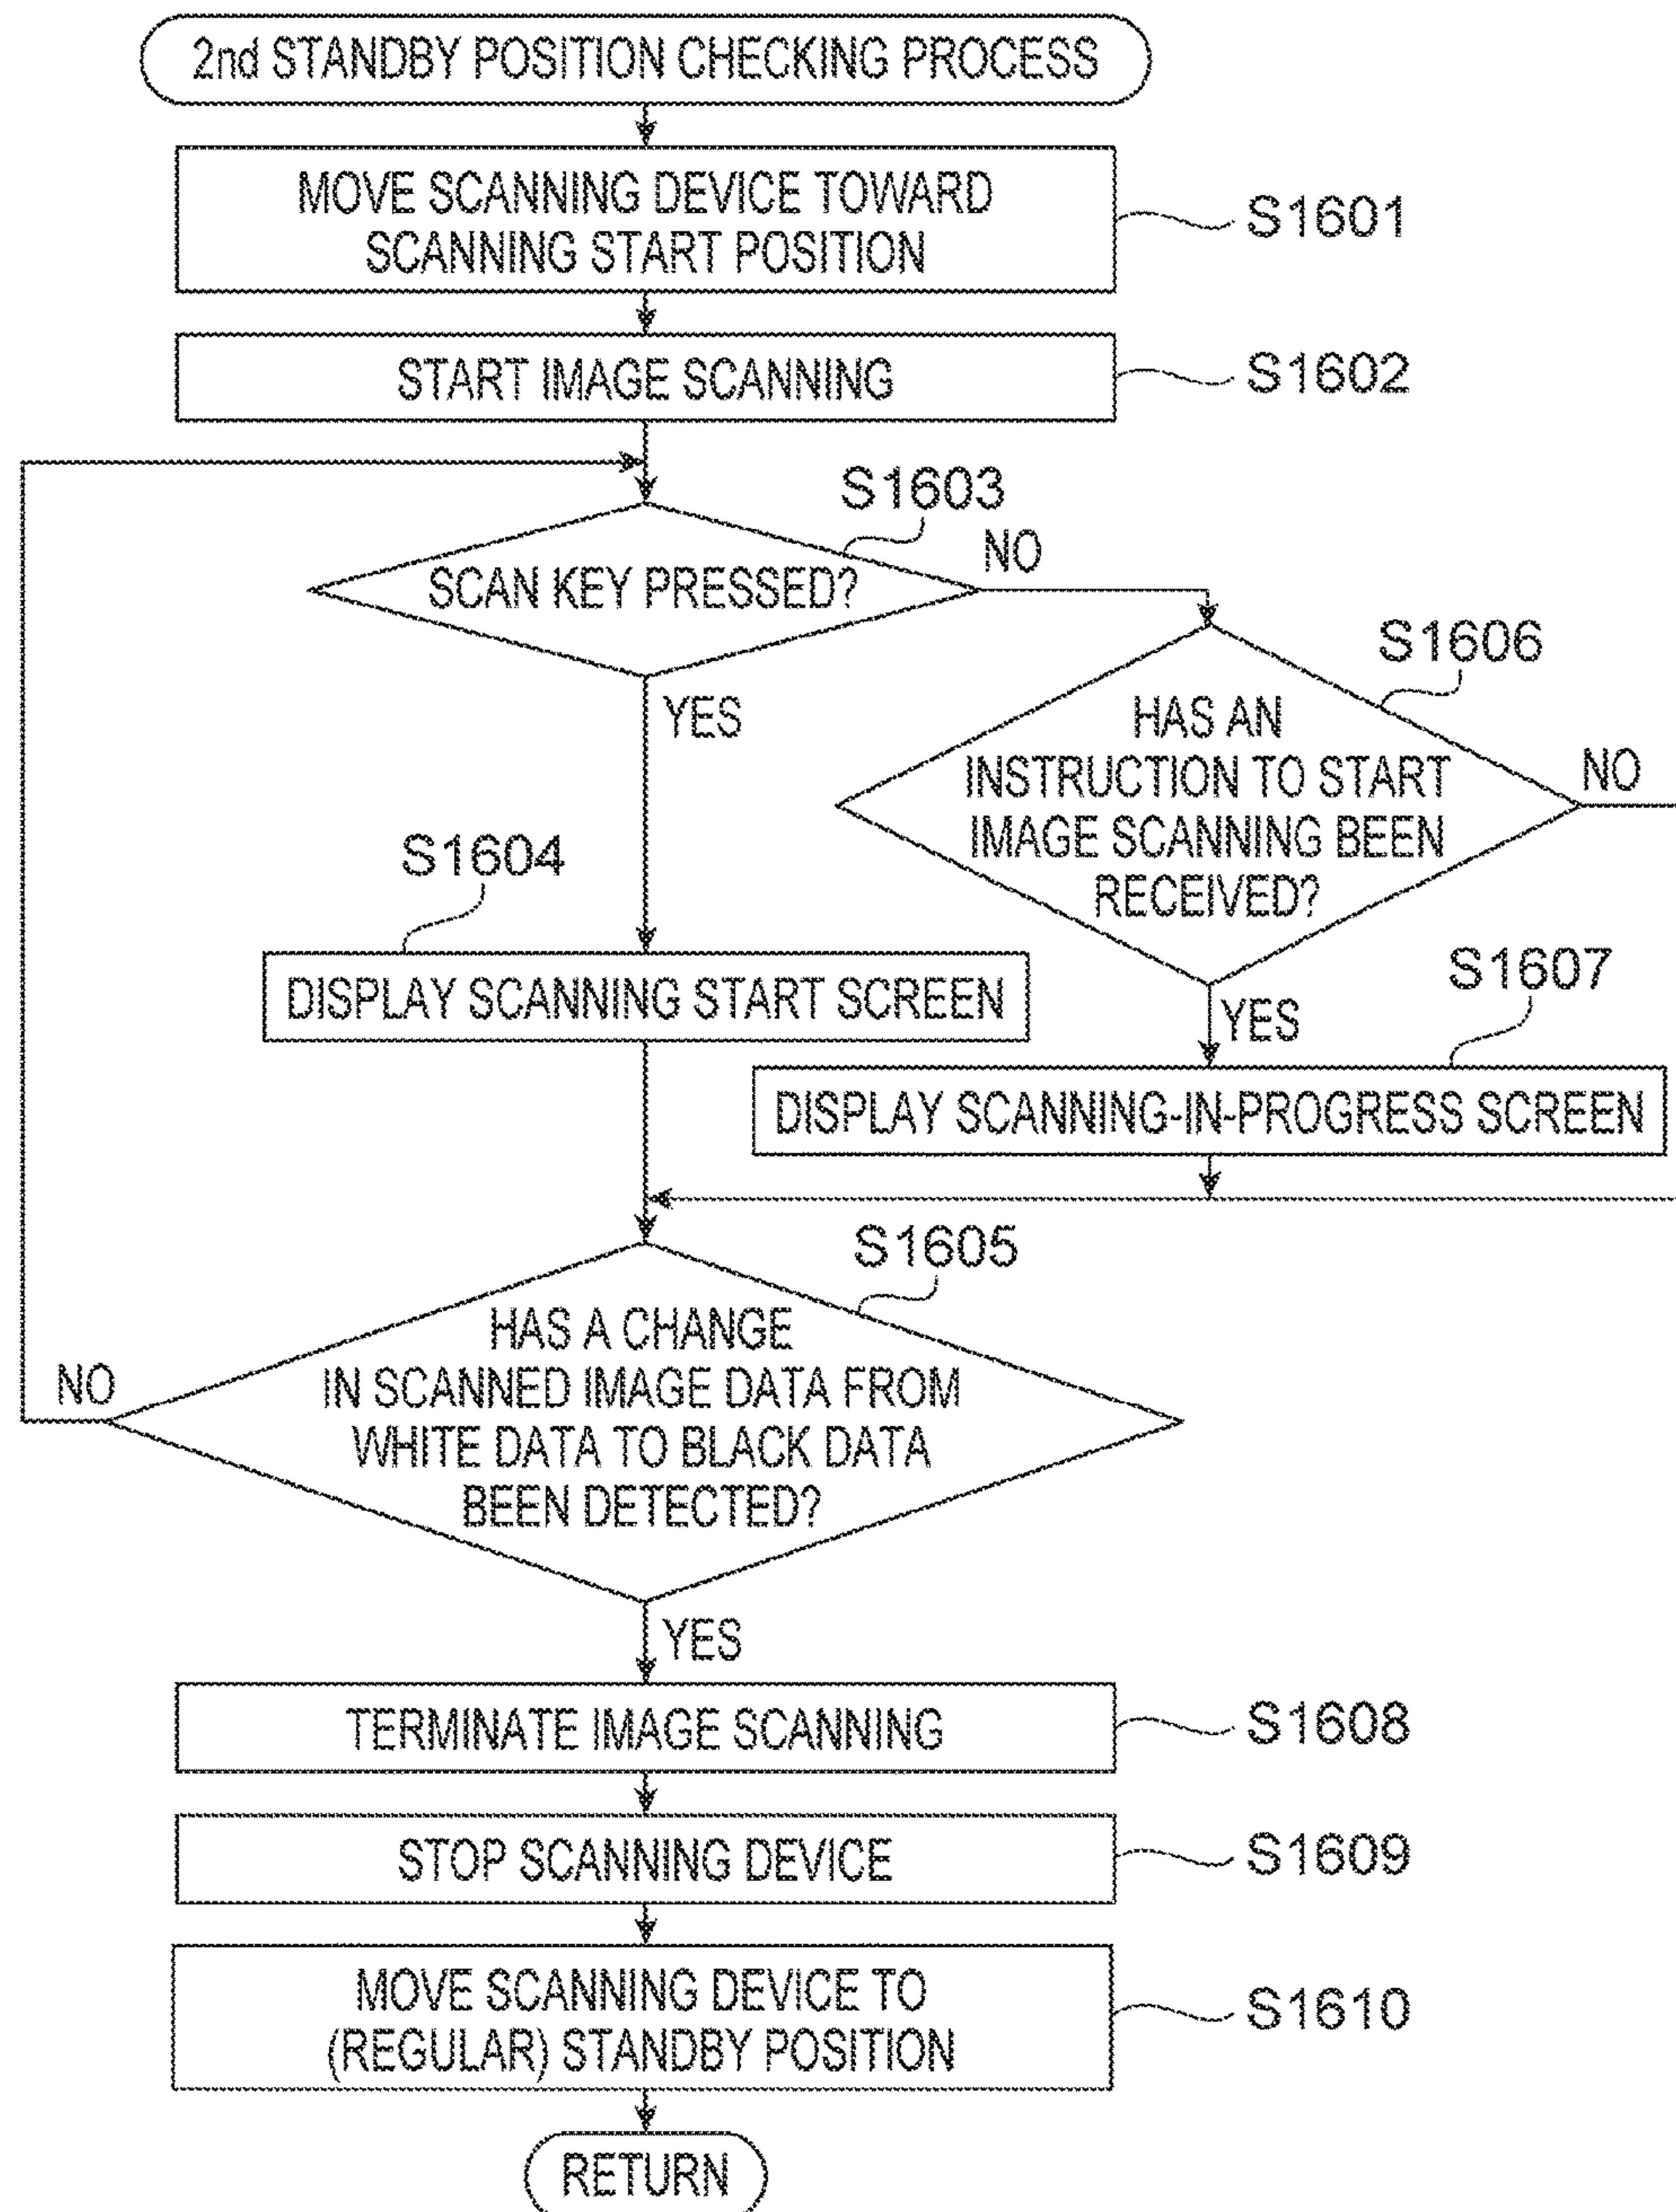 2nd STANDBY POSITION CHECKING PROCESS
MOVE SCANNING DEVICE TOWARD
SCANNING START POSITION
S1601
START IMAGE SCANNING
S1602
S1603
SCAN KEY PRESSED?
NO
YES
S1606
HAS AN
INSTRUCTION TO START
IMAGE SCANNING BEEN
RECEIVED?
NO
YES
S1604
DISPLAY SCANNING START SCREEN
S1607
DISPLAY SCANNING-IN-PROGRESS SCREEN
S1605
HAS A CHANGE
IN SCANNED IMAGE DATA FROM
WHITE DATA TO BLACK DATA
BEEN DETECTED?
NO
YES
TERMINATE IMAGE SCANNING
S1608
STOP SCANNING DEVICE
S1609
MOVE SCANNING DEVICE TO
(REGULAR) STANDBY POSITION
S1610
RETURN